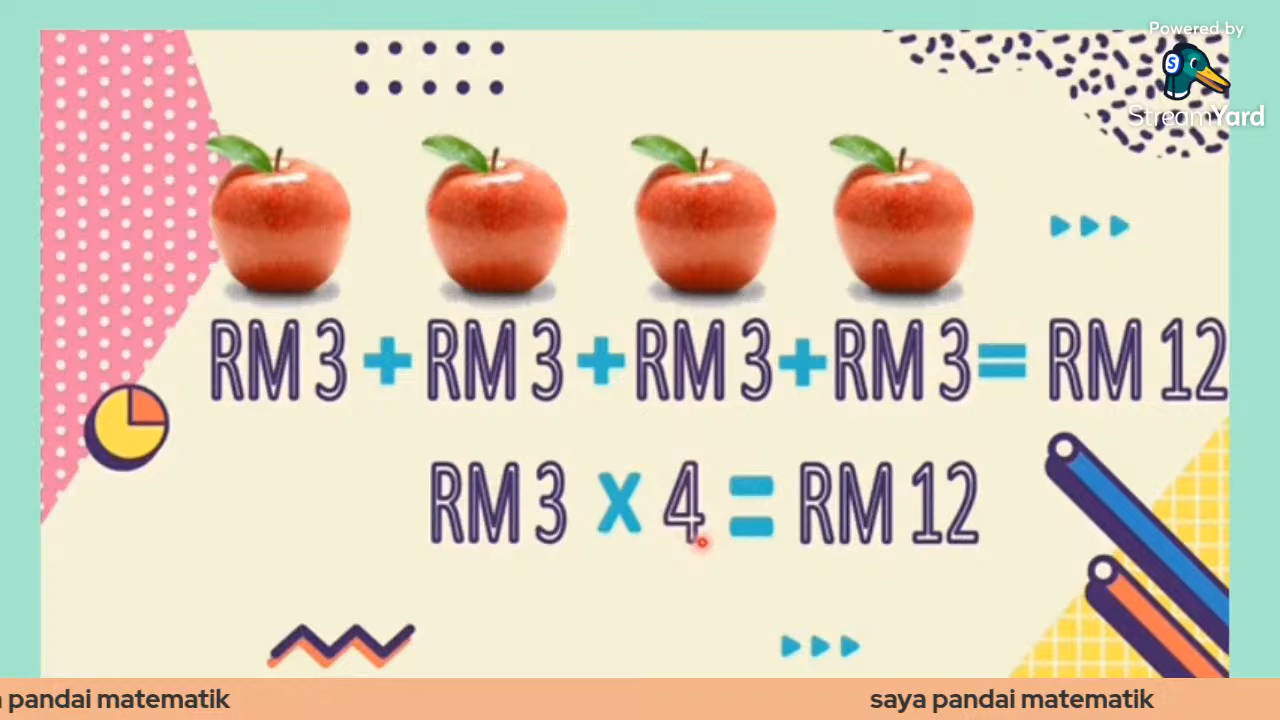 Powered by
StreamYard
RM 3 + RM 3 + RM 3 + RM 3 = RM 12
RM 3 x 4 = RM 12
pandai matematik
saya pandai matematik